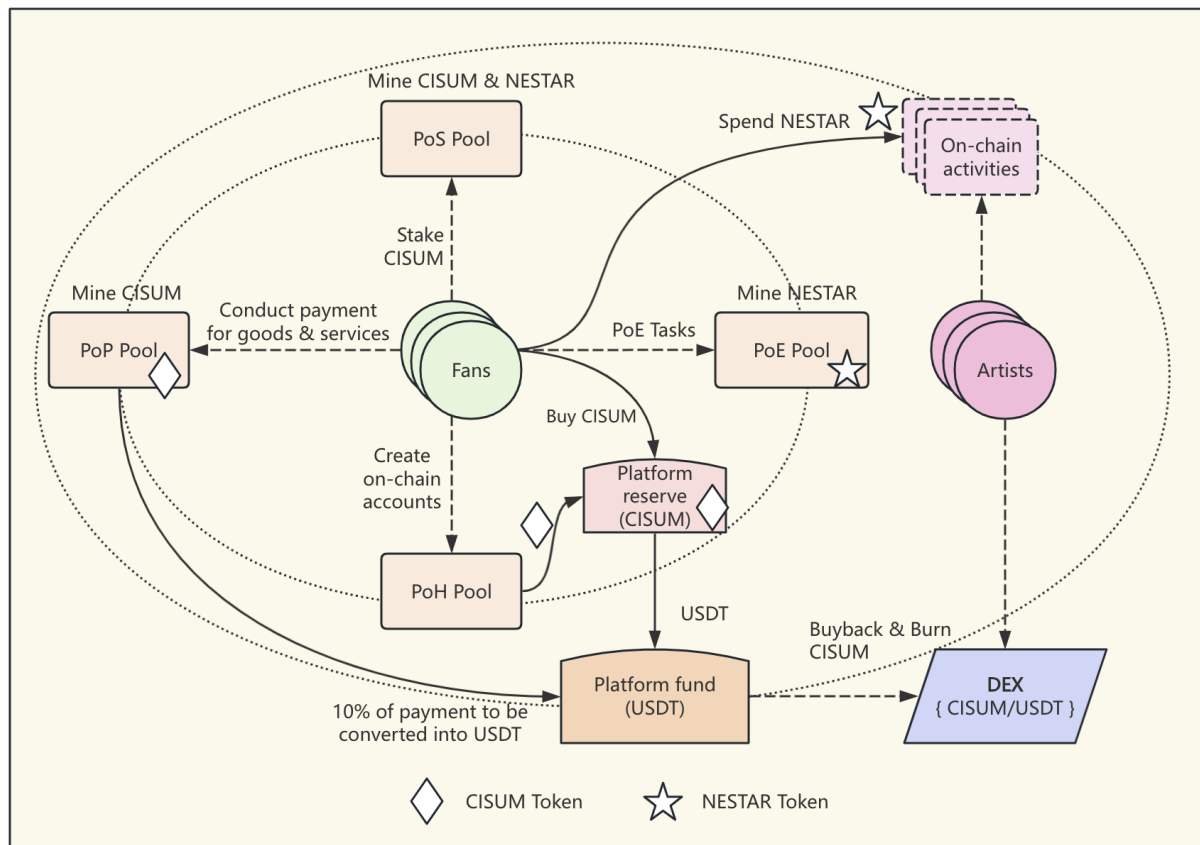 Mine CISUM & NESTAR
PoS Pool
Spend NESTAR
On-chain
activities
Stake
CISUM
Mine CISUM
Conduct payment
for goods & services
PoP Pool
Fans
PoE Tasks
Mine NESTAR
PoE Pool
Artists
Buy CISUM
Create
on-chain
accounts
Platform
reserve
(CISUM)
PoH Pool
USDT
Buyback & Burn
CISUM
10% of payment to be
converted into USDT
Platform fund
(USDT)
DEX
{ CISUM/USDT }
CISUM Token
NESTAR Token